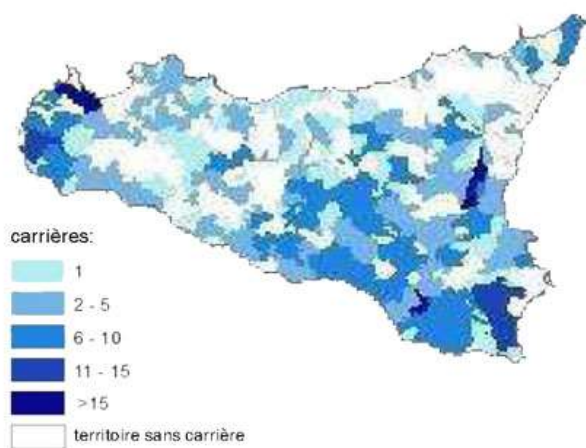 carrières:
1
2 - 5
6 - 10
11 - 15
>15
territoire sans carrière